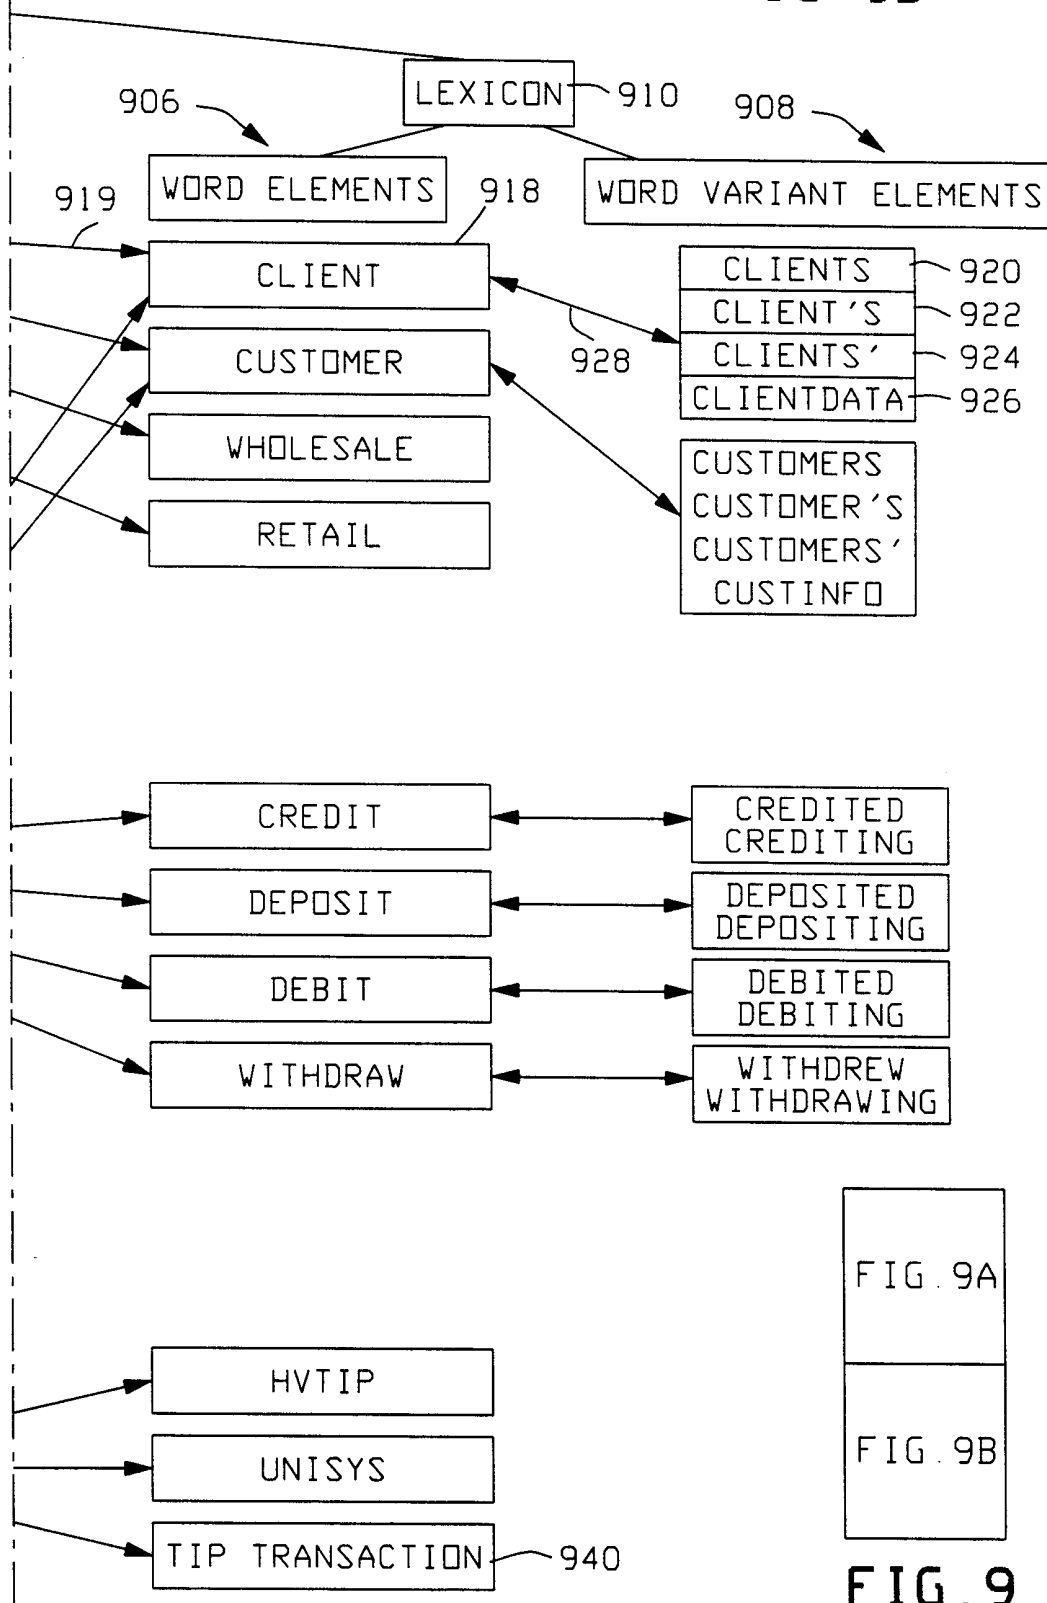 LEXICON
910
906
908
WORD ELEMENTS
WORD VARIANT ELEMENTS
919
918
CLIENT
CLIENTS
920
CLIENT'S
922
CLIENTS'
924
CLIENTDATA
926
928
CUSTOMER
WHOLESALE
RETAIL
CUSTOMERS
CUSTOMER'S
CUSTOMERS'
CUSTINFO
CREDIT
CREDITED
CREDITING
DEPOSIT
DEPOSITED
DEPOSITING
DEBIT
DEBITED
DEBITING
WITHDRAW
WITHDREW
WITHDRAWING
HVTIP
UNISYS
TIP TRANSACTION
940
FIG. 9A
FIG. 9B
FIG. 9